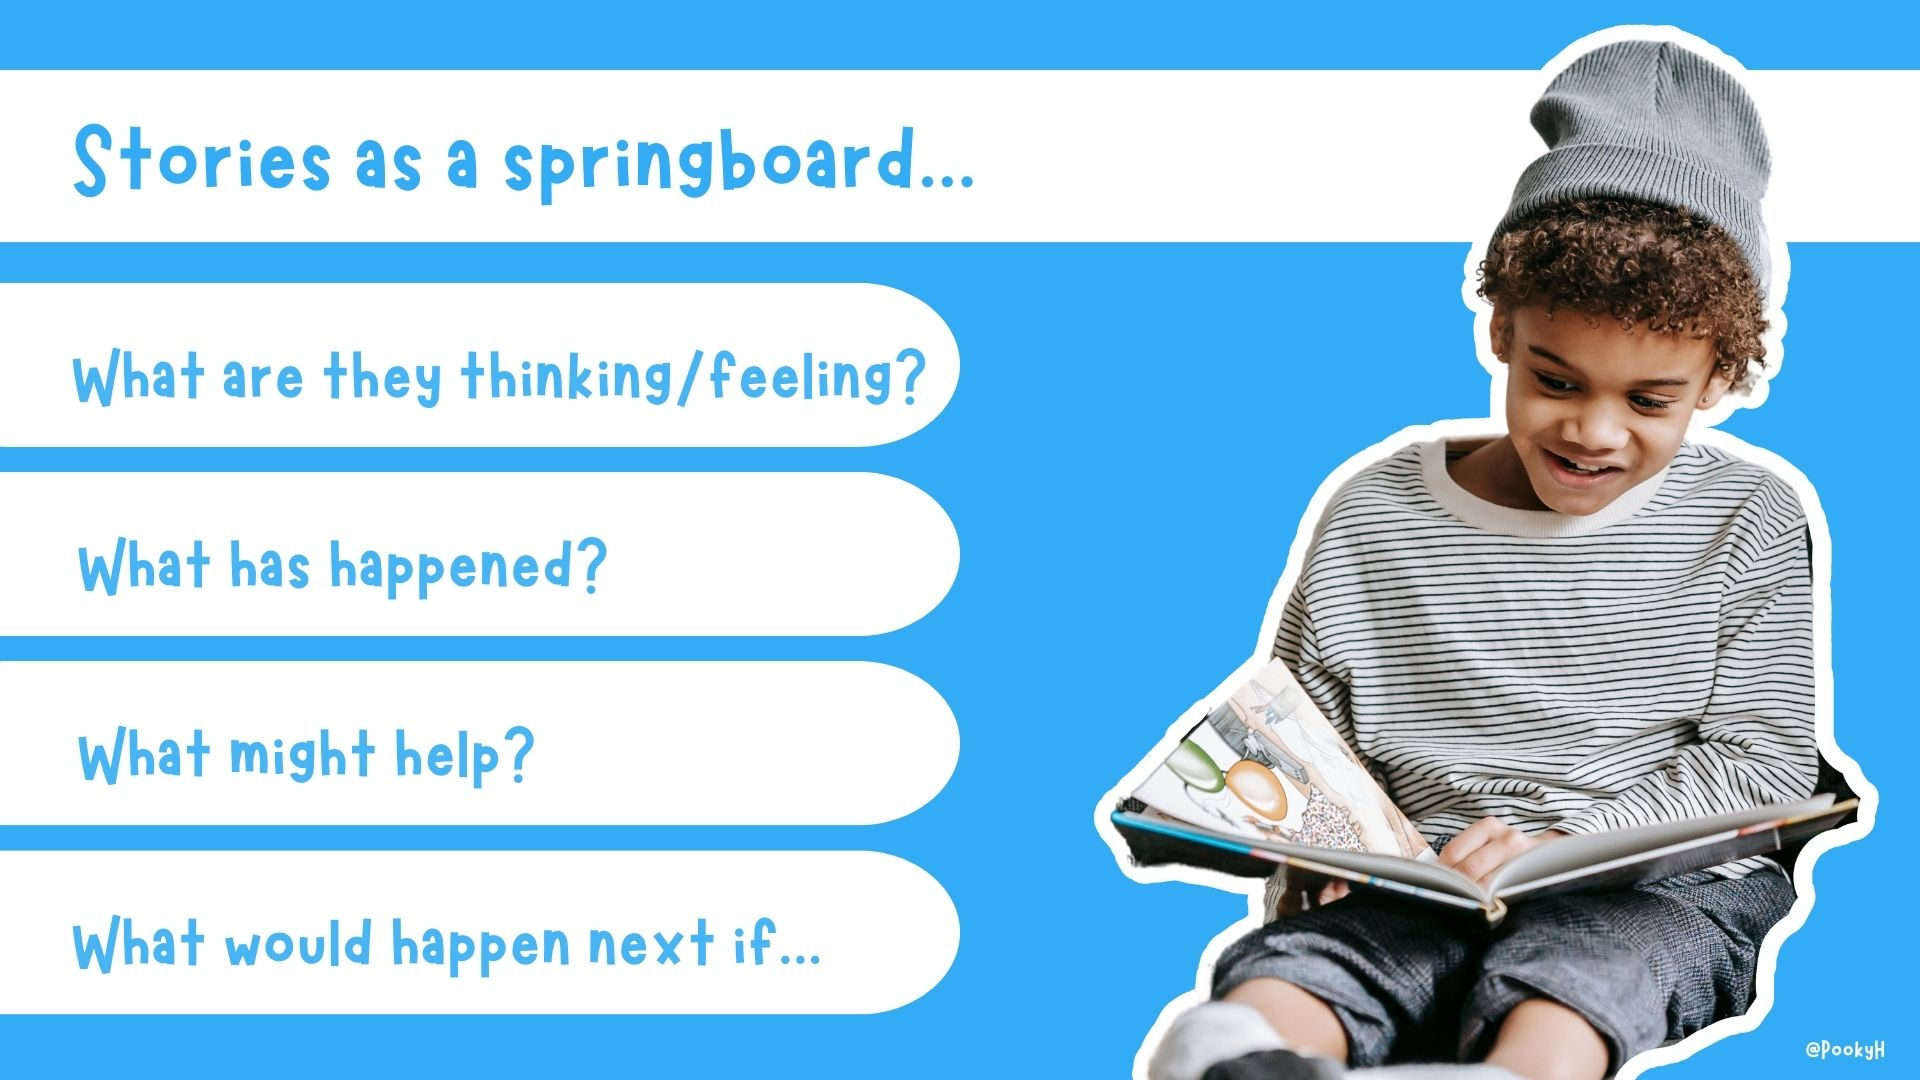 Stories as a springboard...
What are they thinking/feeling?
What has happened?
What might help?
What would happen next if...
@PookyH